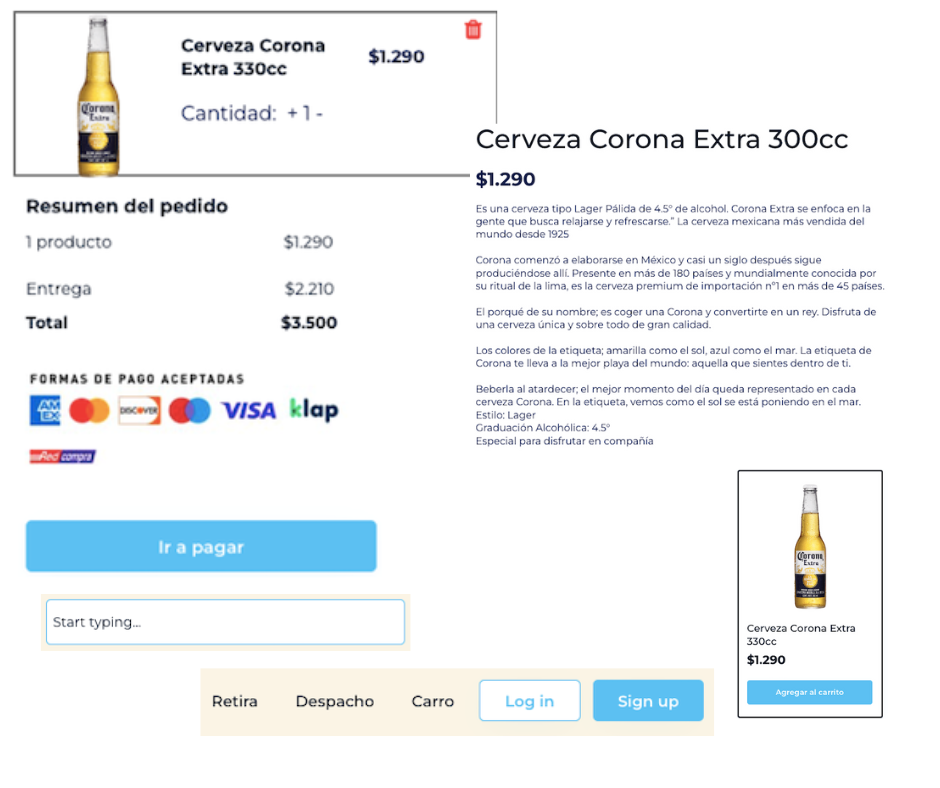 Cerveza Corona
Extra 330cc
$1.290
Cantidad: + 1 -
Corona
Extra
Resumen del pedido
1 producto $1.290
Entrega $2.210
Total $3.500
FORMAS DE PAGO ACEPTADAS
AM
EX
DISCOVER
VISA
klap
RedCompra
Ir a pagar
Start typing...
Cerveza Corona Extra 300cc
$1.290
Es una cerveza tipo Lager Pálida de 4.5° de alcohol. Corona Extra se enfoca en la
gente que busca relajarse y refrescarse.” La cerveza mexicana más vendida del
mundo desde 1925
Corona comenzó a elaborarse en México y casi un siglo después sigue
produciéndose allí. Presente en más de 180 países y mundialmente conocida por
su ritual de la lima, es la cerveza premium de importación nº1 en más de 45 países.
El porqué de su nombre; es coger una Corona y convertirte en un rey. Disfruta de
una cerveza única y sobre todo de gran calidad.
Los colores de la etiqueta; amarilla como el sol, azul como el mar. La etiqueta de
Corona te lleva a la mejor playa del mundo: aquella que sientes dentro de ti.
Beberla al atardecer; el mejor momento del día queda representado en cada
cerveza Corona. En la etiqueta, vemos como el sol se está poniendo en el mar.
Estilo: Lager
Graduación Alcohólica: 4.5°
Especial para disfrutar en compañía
Corona
Extra
Cerveza Corona Extra
330cc
$1.290
Agregar al carrito
Retira Despacho Carro Log in Sign up